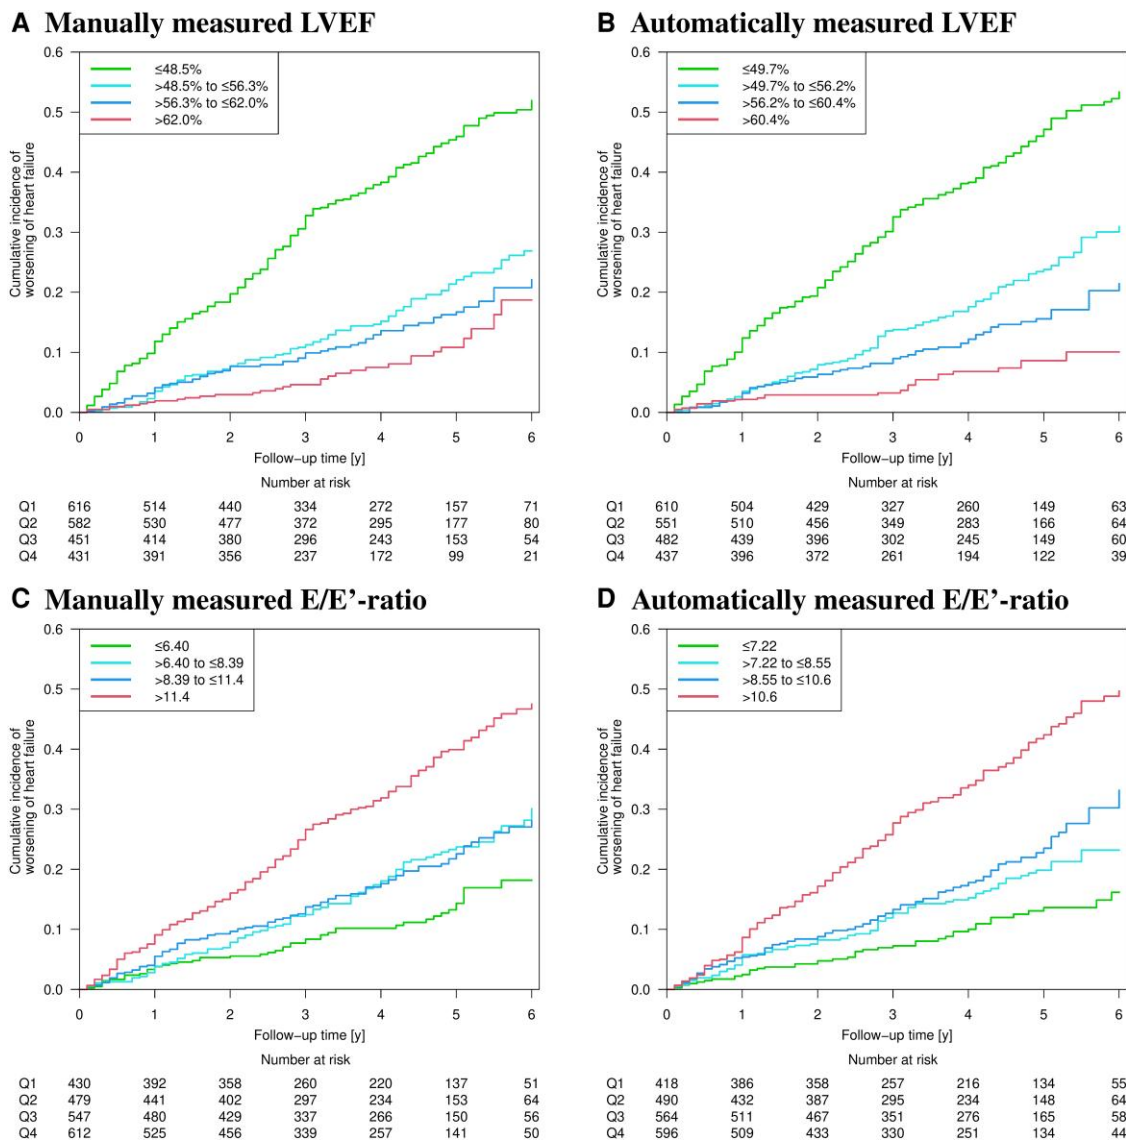 A Manually measured LVEF
0.6
0.5
0.4
0.3
0.2
0.1
0.0
Cumulative incidence of
worsening of heart failure
≤48.5%
>48.5% to ≤56.3%
>56.3% to ≤62.0%
>62.0%
0 1 2 3 4 5 6
Follow−up time [y]
Number at risk
Q1 616 514 440 334 272 157 71
Q2 582 530 477 372 295 177 80
Q3 451 414 380 296 243 153 54
Q4 431 391 356 237 172 99 21
B Automatically measured LVEF
0.6
0.5
0.4
0.3
0.2
0.1
0.0
Cumulative incidence of
worsening of heart failure
≤49.7%
>49.7% to ≤56.2%
>56.2% to ≤60.4%
>60.4%
0 1 2 3 4 5 6
Follow−up time [y]
Number at risk
Q1 610 504 429 327 260 149 63
Q2 551 510 456 349 283 166 64
Q3 482 439 396 302 245 149 60
Q4 437 396 372 261 194 122 39
C Manually measured E/E’-ratio
0.6
0.5
0.4
0.3
0.2
0.1
0.0
Cumulative incidence of
worsening of heart failure
≤6.40
>6.40 to ≤8.39
>8.39 to ≤11.4
>11.4
0 1 2 3 4 5 6
Follow−up time [y]
Number at risk
Q1 430 392 358 260 220 137 51
Q2 479 441 402 297 234 153 64
Q3 547 480 429 337 266 150 56
Q4 612 525 456 339 257 141 50
D Automatically measured E/E’-ratio
0.6
0.5
0.4
0.3
0.2
0.1
0.0
Cumulative incidence of
worsening of heart failure
≤7.22
>7.22 to ≤8.55
>8.55 to ≤10.6
>10.6
0 1 2 3 4 5 6
Follow−up time [y]
Number at risk
Q1 418 386 358 257 216 134 55
Q2 490 432 387 295 234 148 64
Q3 564 511 467 351 276 165 58
Q4 596 509 433 330 251 134 44